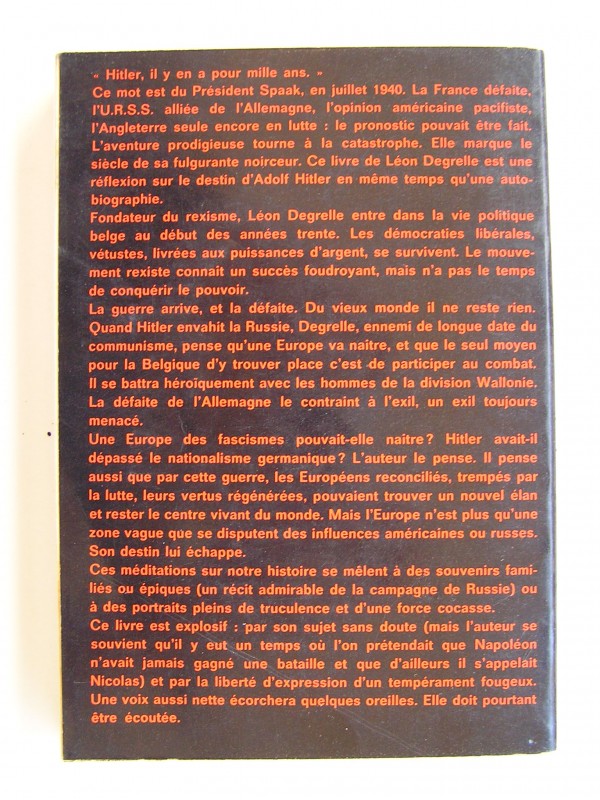 « Hitler, il y en a pour mille ans. »
Ce mot est du Président Spaak, en juillet 1940. La France défaite,
l'U.R.S.S. alliée de l'Allemagne, l'opinion américaine pacifiste,
l'Angleterre seule encore en lutte : le pronostic pouvait être fait.
L'aventure prodigieuse tourne à la catastrophe. Elle marque le
siècle de sa fulgurante noirceur. Ce livre de Léon Degrelle est une
réflexion sur le destin d'Adolf Hitler en même temps qu'une auto-
biographie.
Fondateur du rexisme, Léon Degrelle entre dans la vie politique
belge au début des années trente. Les démocraties libérales,
vétustes, livrées aux puissances d'argent, se survivent. Le mouve-
ment rexiste connait un succès foudroyant, mais n'a pas le temps
de conquérir le pouvoir.
La guerre arrive, et la défaite. Du vieux monde il ne reste rien.
Quand Hitler envahit la Russie, Degrelle, ennemi de longue date du
communisme, pense qu'une Europe va naitre, et que le seul moyen
pour la Belgique d'y trouver place c'est de participer au combat.
Il se battra héroïquement avec les hommes de la division Wallonie.
La défaite de l'Allemagne le contraint à l'exil, un exil toujours
menacé.
Une Europe des fascismes pouvait-elle naitre ? Hitler avait-il
dépassé le nationalisme germanique ? L'auteur le pense. Il pense
aussi que par cette guerre, les Européens reconciliés, trempés par
la lutte, leurs vertus régénérées, pouvaient trouver un nouvel élan
et rester le centre vivant du monde. Mais l'Europe n'est plus qu'une
zone vague que se disputent des influences américaines ou russes.
Son destin lui échappe.
Ces méditations sur notre histoire se mêlent à des souvenirs fami-
liés ou épiques (un récit admirable de la campagne de Russie) ou
à des portraits pleins de truculence et d'une force cocasse.
Ce livre est explosif : par son sujet sans doute (mais l'auteur se
souvient qu'il y eut un temps où l'on prétendait que Napoléon
n'avait jamais gagné une bataille et que d'ailleurs il s'appelait
Nicolas) et par la liberté d'expression d'un tempérament fougeux.
Une voix aussi nette écorchera quelques oreilles. Elle doit pourtant
être écoutée.